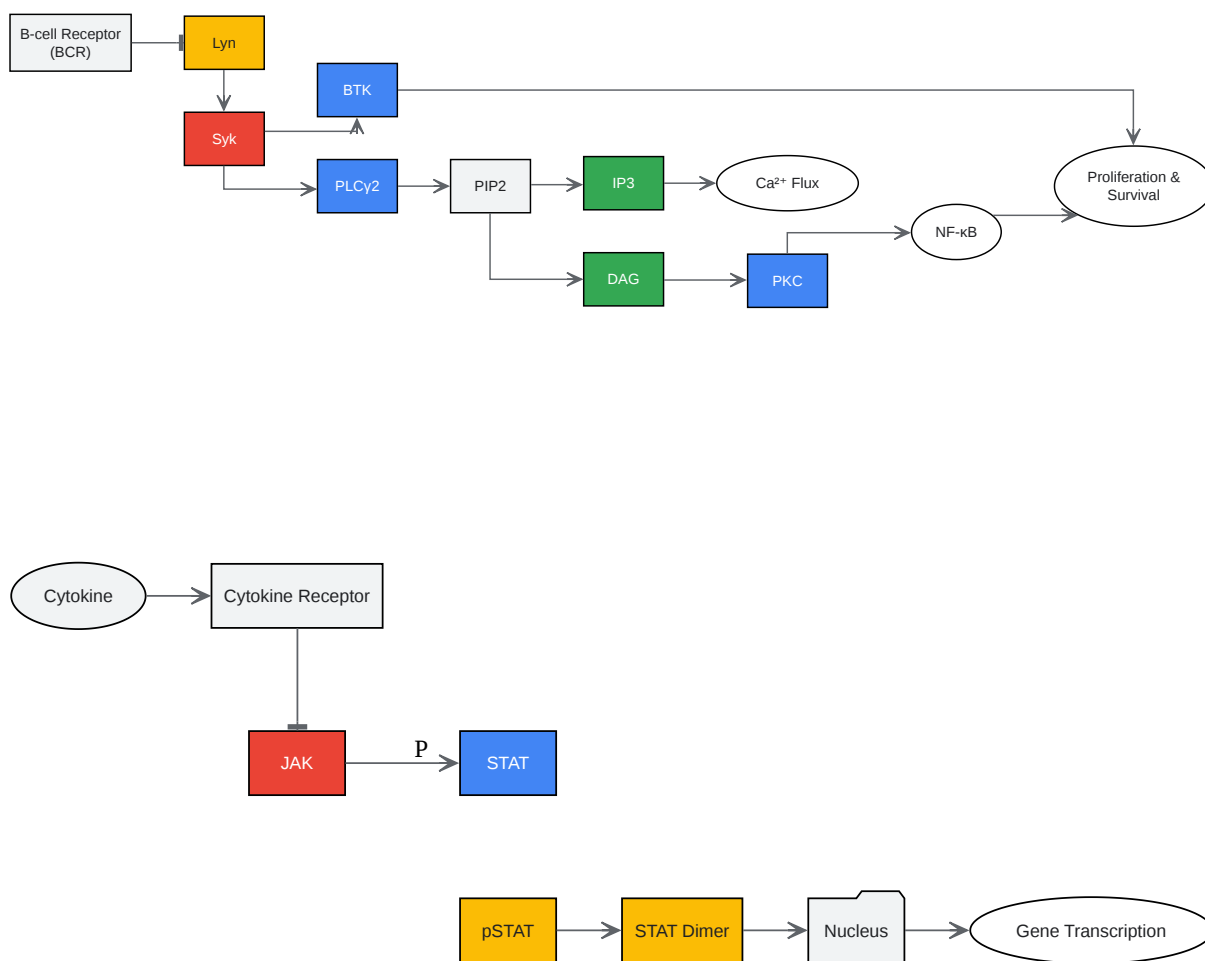 B-cell Receptor
(BCR)
Lyn
BTK
Syk
PLCγ2
PIP2
IP3
Ca²⁺ Flux
Proliferation &
Survival
NF-κB
DAG
PKC
Cytokine
Cytokine Receptor
JAK
P
STAT
pSTAT
STAT Dimer
Nucleus
Gene Transcription